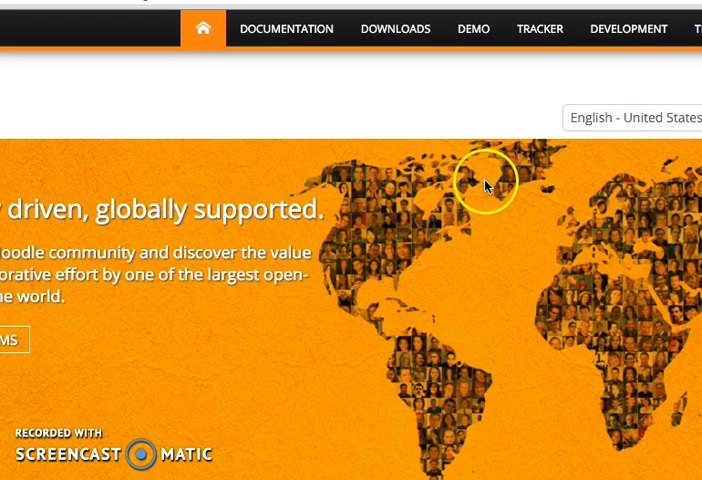 DOCUMENTATION DOWNLOADS DEMO TRACKER DEVELOPMENT
English - United States
driven, globally supported.
oodle community and discover the value
orative effort by one of the largest open-
he world.
MS
RECORDED WITH
SCREENCAST MATIC